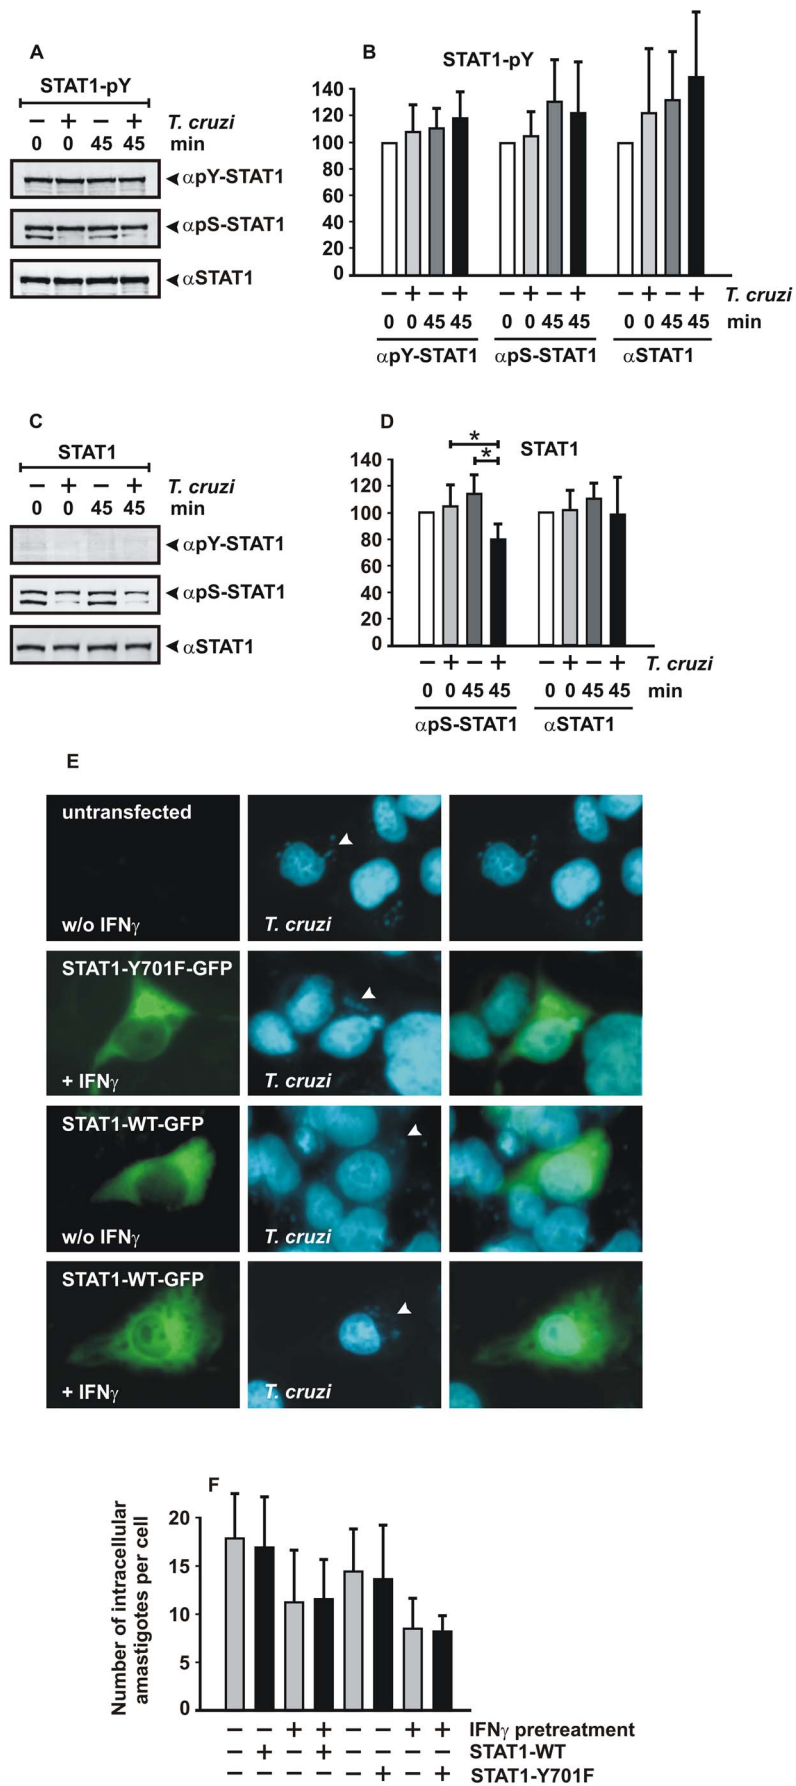 A
STAT1-pY
– + – + T. cruzi
0 0 45 45 min
αpY-STAT1
αpS-STAT1
αSTAT1
B
STAT1-pY
140
120
100
80
60
40
20
0
– + – + – + – + – + – + T. cruzi
0 0 45 45 0 0 45 45 0 0 45 45 min
αpY-STAT1 αpS-STAT1 αSTAT1
C
STAT1
– + – + T. cruzi
0 0 45 45 min
αpY-STAT1
αpS-STAT1
αSTAT1
D
STAT1
*
*
140
120
100
80
60
40
20
0
– + – + – + – + T. cruzi
0 0 45 45 0 0 45 45 min
αpS-STAT1 αSTAT1
E
untransfected
w/o IFNγ T. cruzi
STAT1-Y701F-GFP
+ IFNγ T. cruzi
STAT1-WT-GFP
w/o IFNγ T. cruzi
STAT1-WT-GFP
+ IFNγ T. cruzi
F
Number of intracellular
amastigotes per cell
20
15
10
5
0
– – + + – – + + IFNγ pretreatment
– + – + – – – – STAT1-WT
– – – – – + – + STAT1-Y701F